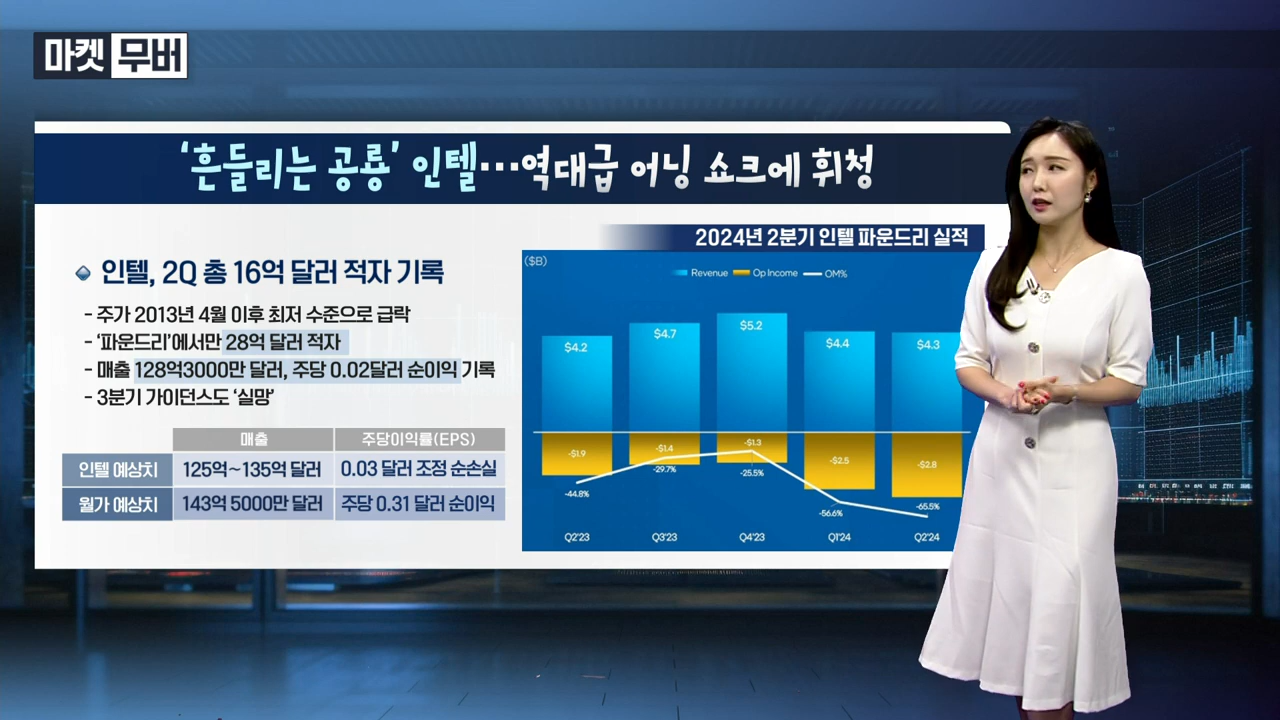 마켓 무버
‘흔들리는 공룡’ 인텔…역대급 어닝 쇼크에 휘청
인텔, 2Q 총 16억 달러 적자 기록
- 주가 2013년 4월 이후 최저 수준으로 급락
- ‘파운드리’에서만 28억 달러 적자
- 매출 128억3000만 달러, 주당 0.02달러 순이익 기록
- 3분기 가이던스도 ‘실망’
매출 주당이익률(EPS)
인텔 예상치 125억~135억 달러 0.03 달러 조정 순손실
월가 예상치 143억 5000만 달러 주당 0.31 달러 순이익
2024년 2분기 인텔 파운드리 실적
($B)
Revenue Op Income OM%
$4.2 $4.7 $5.2 $4.4 $4.3
-$1.9 -$1.4 -$1.3 -$2.5 -$2.8
-44.8% -29.7% -25.5% -56.6% -65.5%
Q2'23 Q3'23 Q4'23 Q1'24 Q2'24